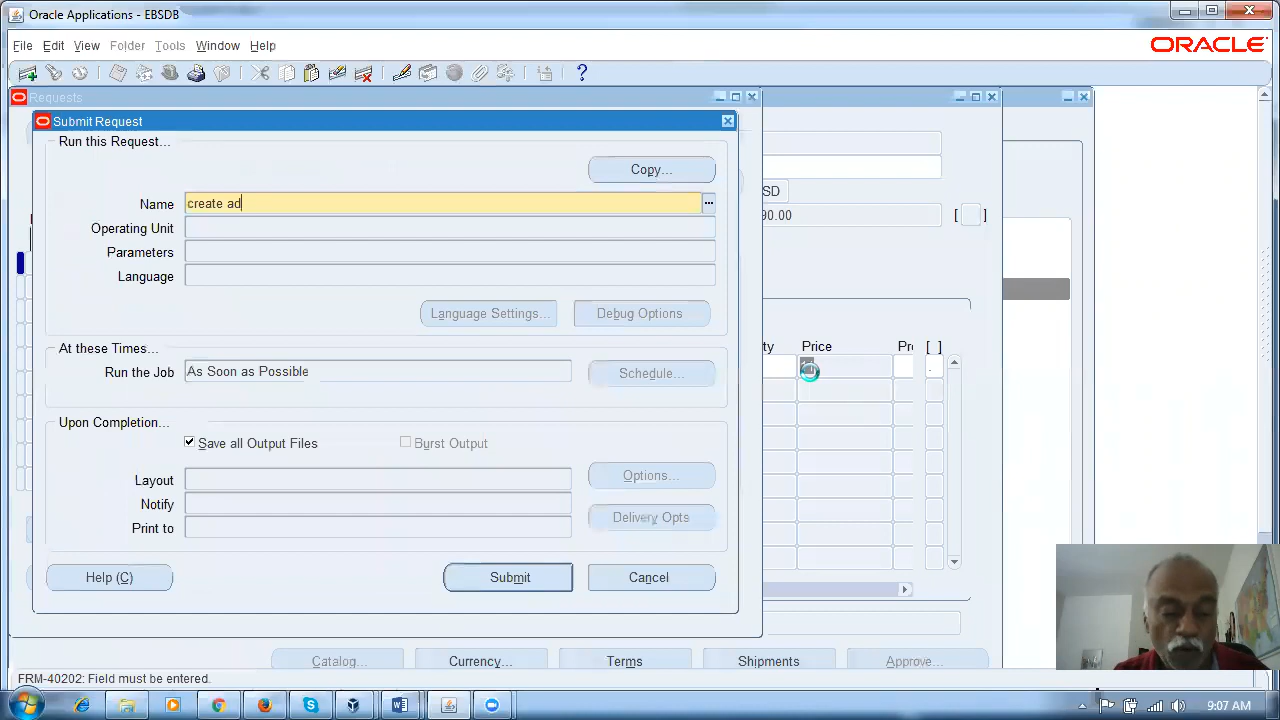 Oracle Applications - EBSDB
File Edit View Folder Tools Window Help
ORACLE
Requests
Submit Request
Run this Request...
Copy...
Name create ad
Operating Unit
Parameters
Language
Language Settings...
Debug Options
At these Times...
Run the Job As Soon as Possible
Schedule...
Upon Completion...
Save all Output Files
Burst Output
Layout
Options...
Notify
Print to
Delivery Opts
Help (C)
Submit
Cancel
SD
90.00
[ ]
ty Price Pr [ ]
Catalog...
Currency...
Terms
Shipments
Approve...
FRM-40202: Field must be entered.
9:07 AM